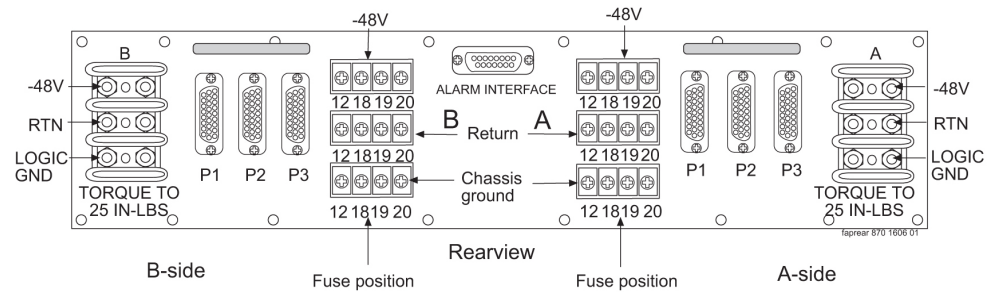 -48V
-48V
B
A
ALARM INTERFACE
-48V
12 18 19 20
12 18 19 20
-48V
RTN
B Return A
RTN
LOGIC
GND
12 18 19 20
12 18 19 20
LOGIC
GND
P1 P2 P3
Chassis
ground
P1 P2 P3
TORQUE TO
25 IN-LBS
TORQUE TO
25 IN-LBS
12 18 19 20
12 18 19 20
faprear 870 1606 01
Rearview
B-side
A-side
Fuse position
Fuse position